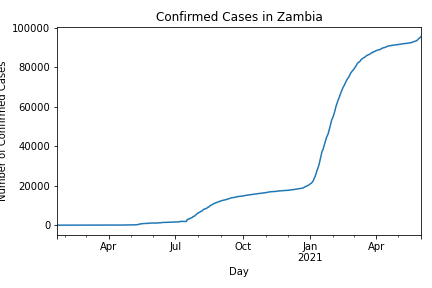 Confirmed Cases in Zambia
100000
80000
60000
40000
20000
0
Number of Confirmed Cases
Apr Jul Oct Jan Apr
2021
Day